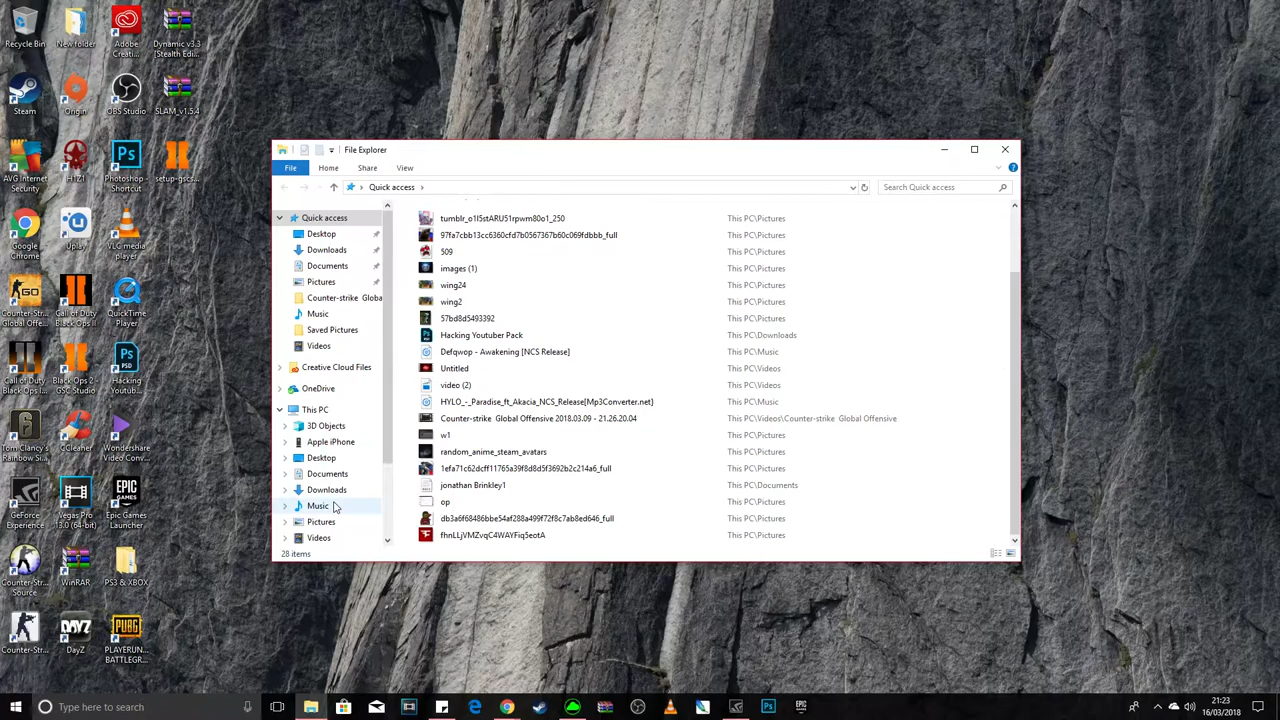 Recycle Bin
New folder
Adobe Creati...
Dynamic v3.3 [Stealth Edi...
Steam
Origin
OBS Studio
SLAM_v1.5.4
AVG Internet Security
H1Z1
Photoshop - Shortcut
setup-gscs...
Google Chrome
Uplay
VLC media player
Counter-Str... Global Offe...
Call of Duty Black Ops II
QuickTime Player
Call of Duty Black Ops I...
Black Ops 2 - GSC Studio
Hacking Youtub...
Tom Clancy's Rainbow Si...
CCleaner
Wondershare Video Conv...
GeForce Experience
Vegas Pro 13.0 (64-bit)
Epic Games Launcher
Counter-Str... Source
WinRAR
PS3 & XBOX
Counter-Str...
DayZ
PLAYERUN... BATTLEGR...
File Explorer
File
Home
Share
View
Quick access
Search Quick access
Quick access
Desktop
Downloads
Documents
Pictures
Counter-strike Globa
Music
Saved Pictures
Videos
Creative Cloud Files
OneDrive
This PC
3D Objects
Apple iPhone
Desktop
Documents
Downloads
Music
Pictures
Videos
tumblr_o1l5stARU51rpwm80o1_250 This PC\Pictures
97fa7cbb13cc6360cfd7b0567367b60c069fdbbb_full This PC\Pictures
509 This PC\Pictures
images (1) This PC\Pictures
wing24 This PC\Pictures
wing2 This PC\Pictures
57bd8d5493392 This PC\Pictures
Hacking Youtuber Pack This PC\Downloads
Defqwop - Awakening [NCS Release] This PC\Music
Untitled This PC\Videos
video (2) This PC\Videos
HYLO_-_Paradise_ft_Akacia_NCS_Release[Mp3Converter.net] This PC\Music
Counter-strike Global Offensive 2018.03.09 - 21.26.20.04 This PC\Videos\Counter-strike Global Offensive
w1 This PC\Pictures
random_anime_steam_avatars This PC\Pictures
1efa71c62dcff11765a39f8d8d5f3692b2c214a6_full This PC\Pictures
jonathan Brinkley1 This PC\Documents
op This PC\Pictures
db3a6f68486bbe54af288a499f72f8c7ab8ed646_full This PC\Pictures
fhnLLjVMZvqC4WAYFiq5eotA This PC\Pictures
28 items
Type here to search
21:23
16/03/2018